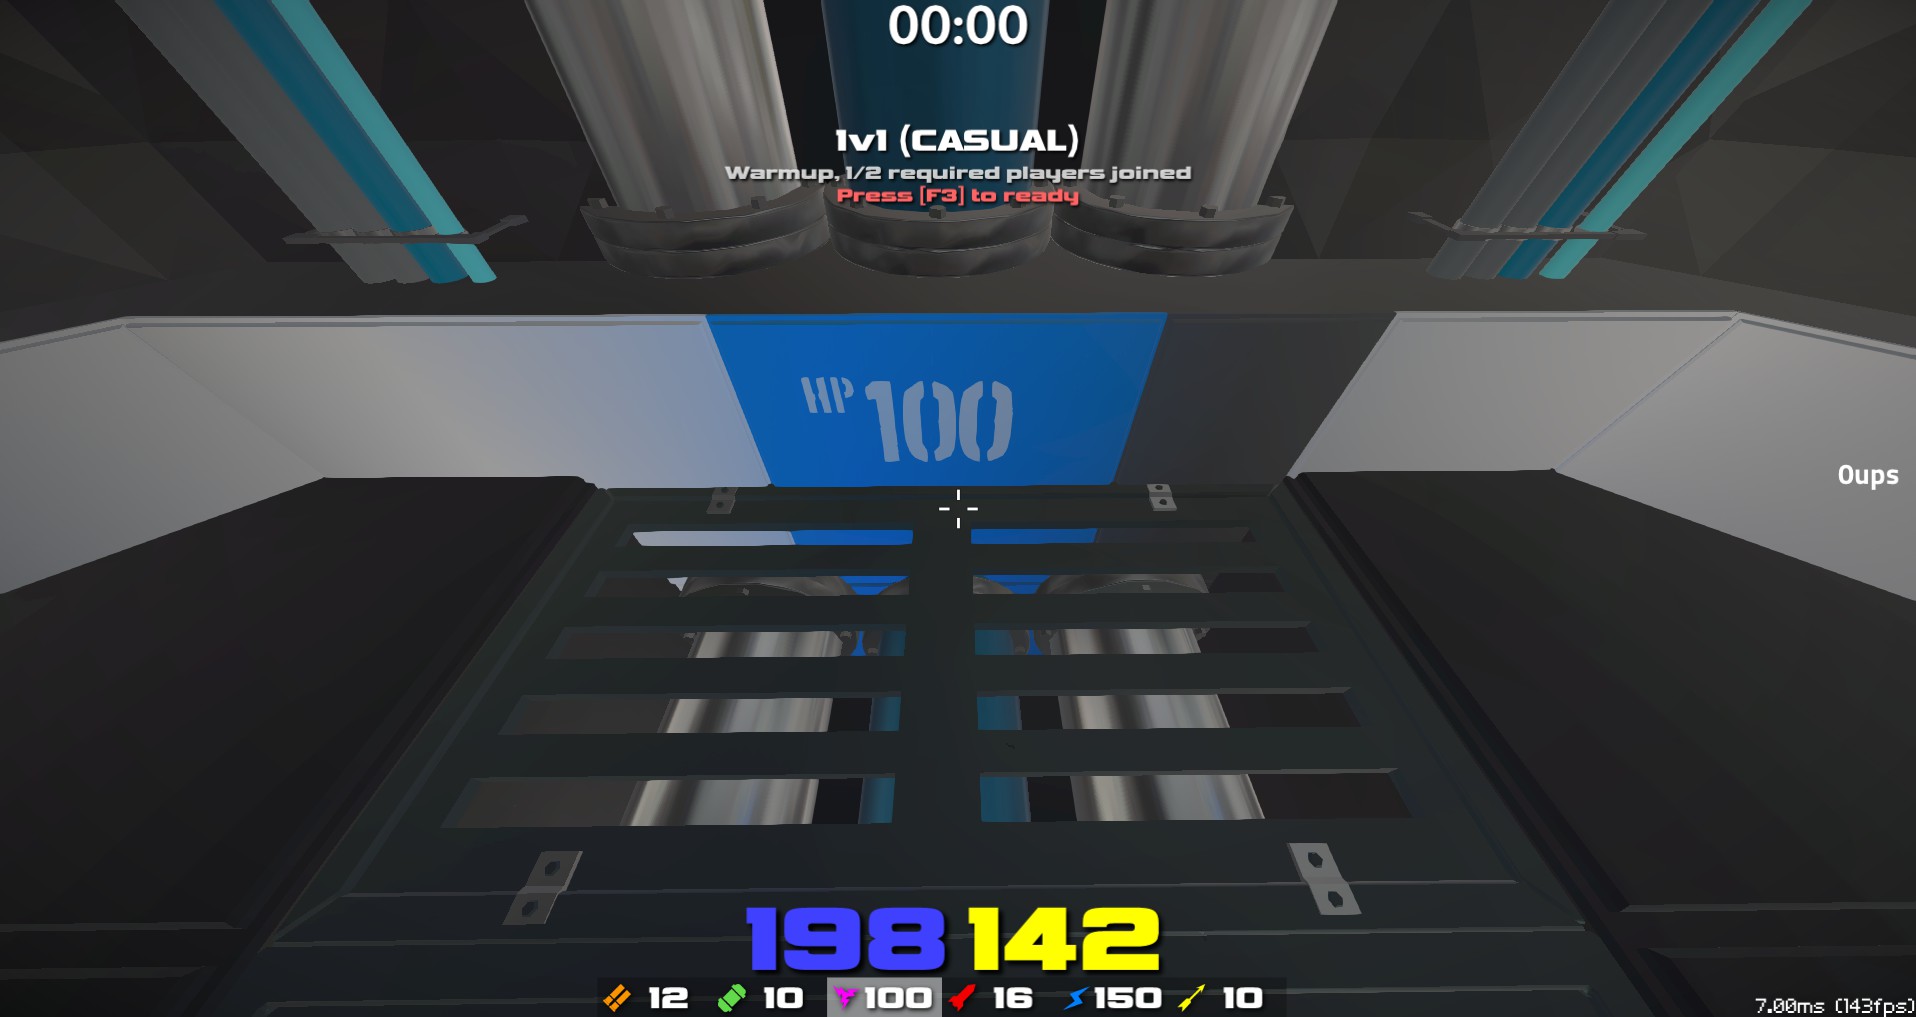 00:00
1v1 (CASUAL)
Warmup, 1/2 required players joined
Press [F3] to ready
HP 100
Oups
198 142
12 10 100 16 150 10
7.00ms (143fps)